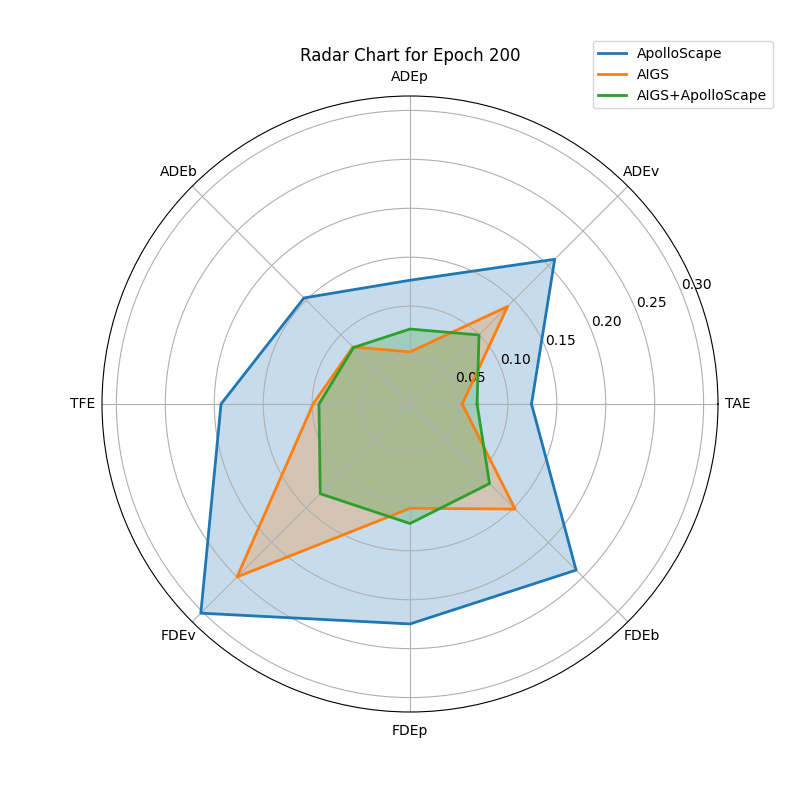 Radar Chart for Epoch 200
ApolloScape
AIGS
AIGS+ApolloScape
ADEp
ADEb
ADEv
0.30
0.25
0.20
0.15
0.10
0.05
TFE
TAE
FDEv
FDEb
FDEp